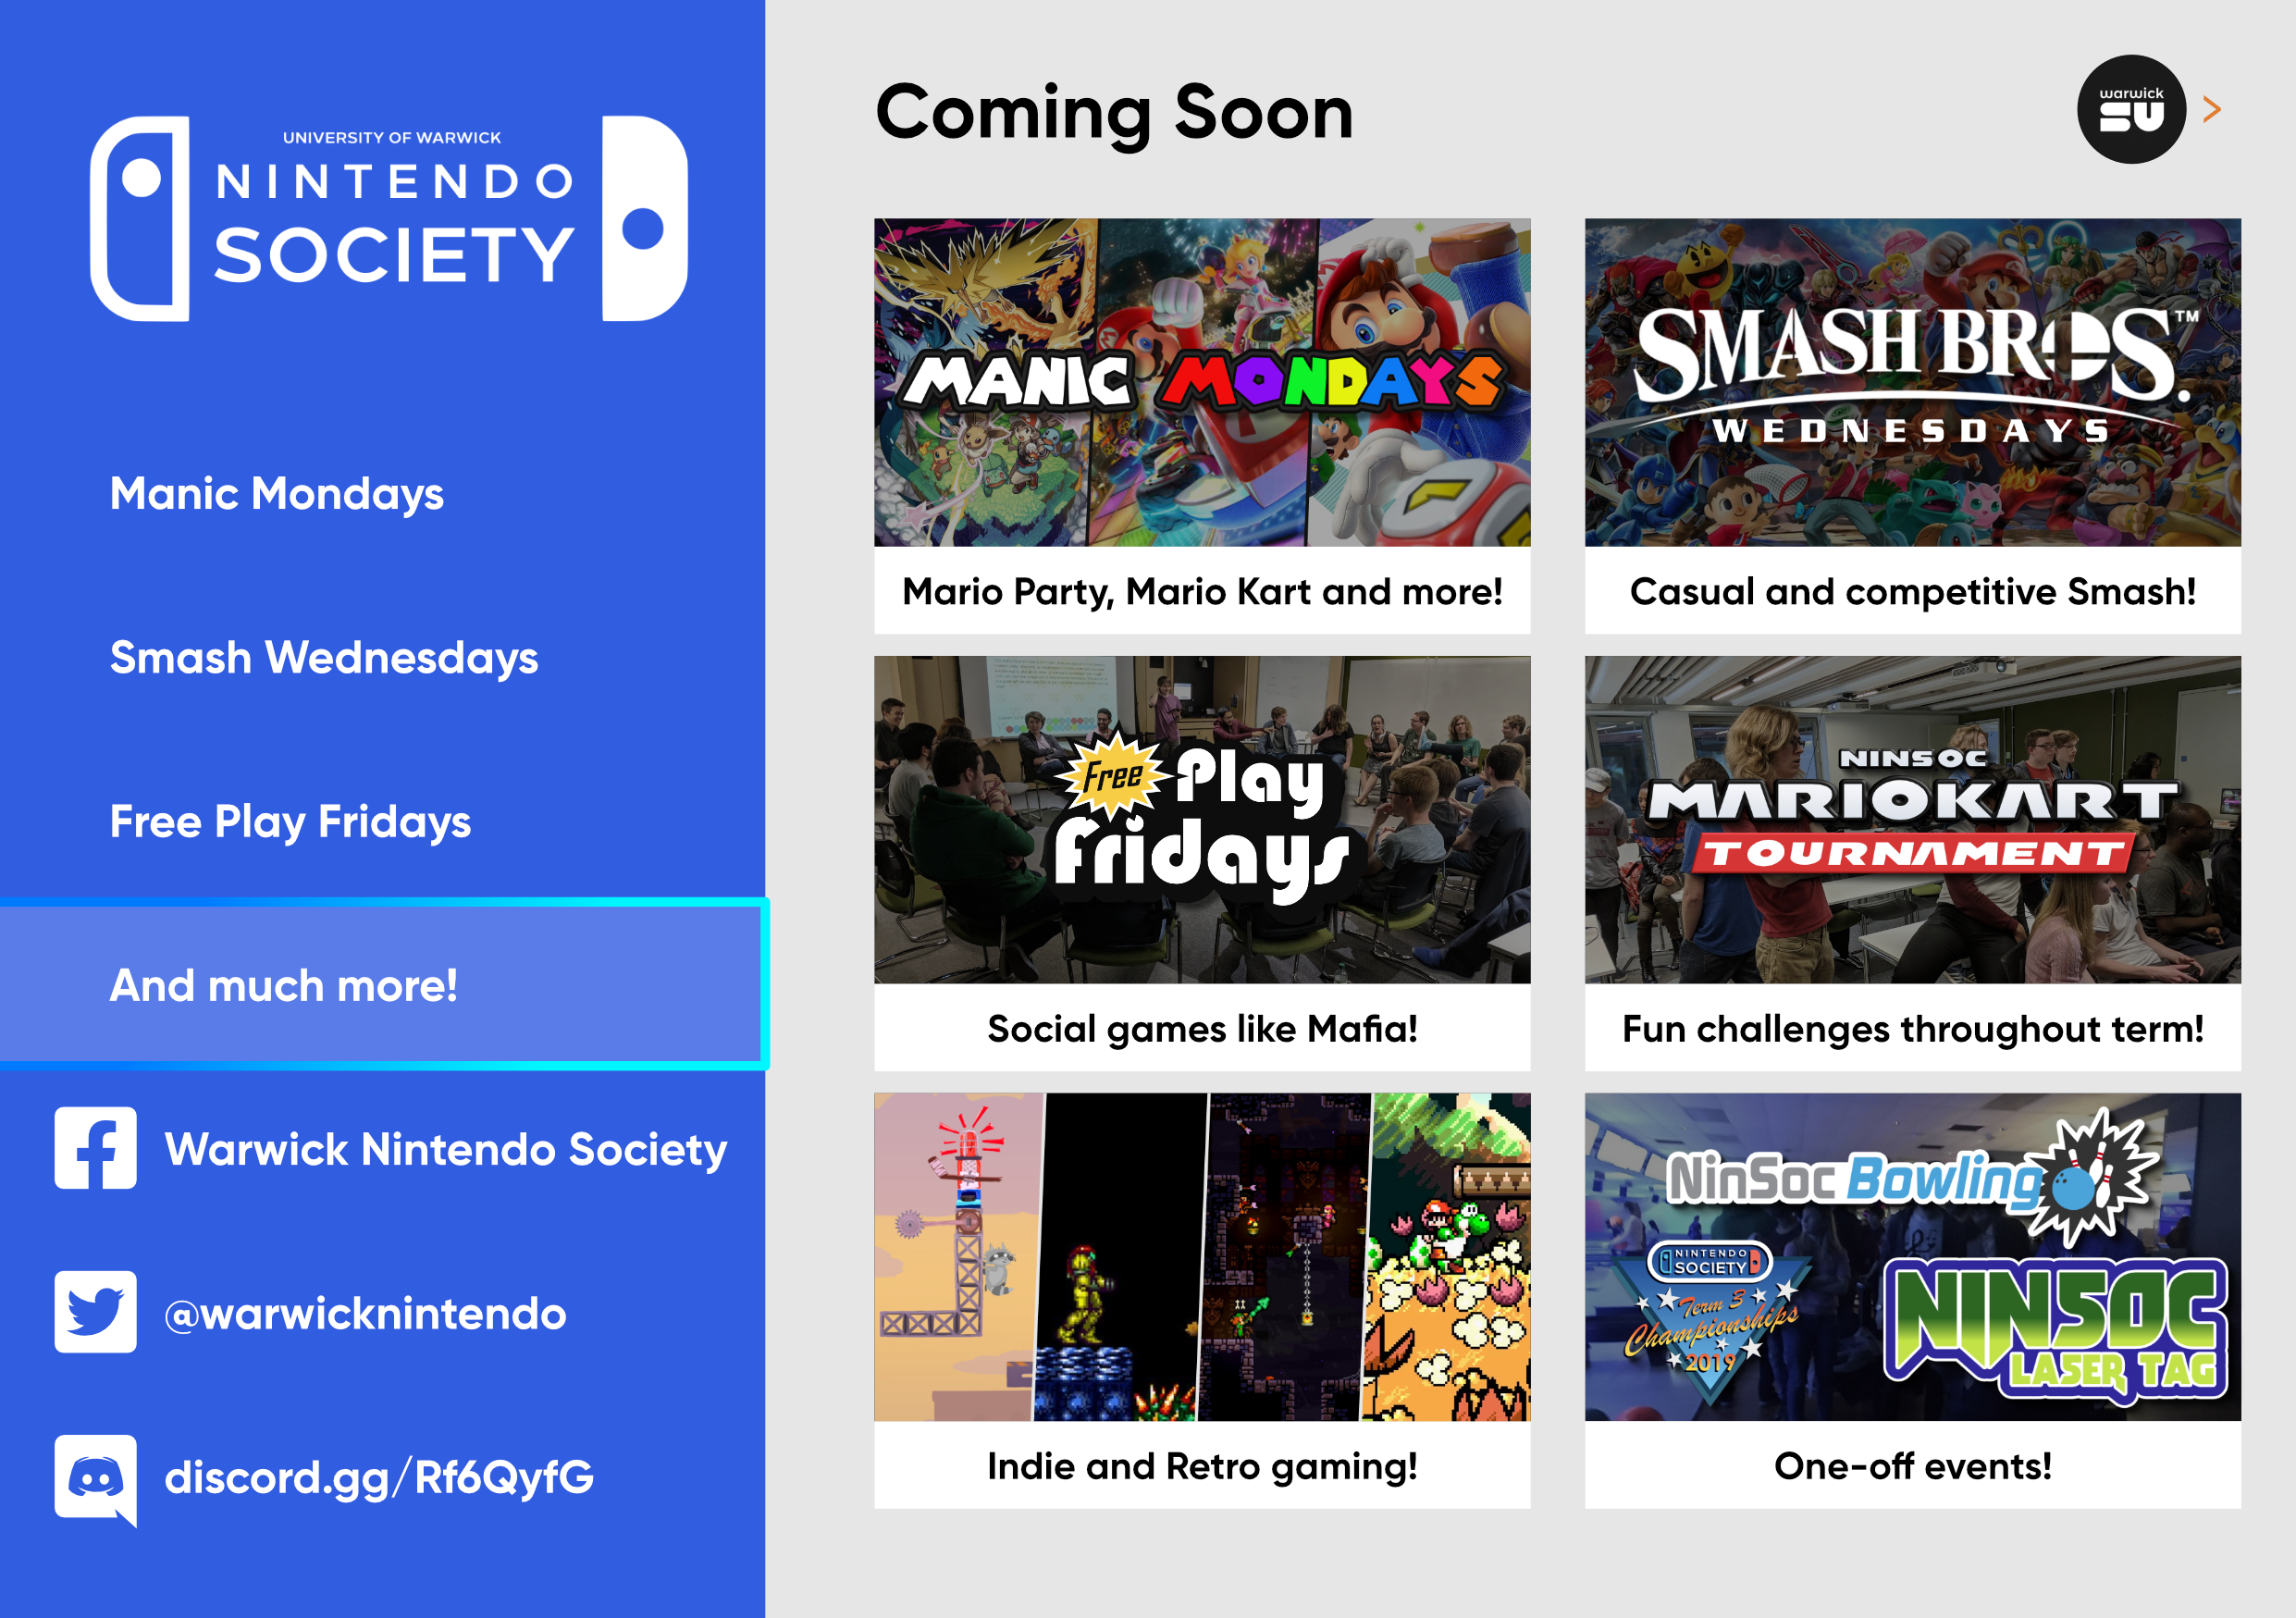 UNIVERSITY OF WARWICK
NINTENDO
SOCIETY
Manic Mondays
Smash Wednesdays
Free Play Fridays
And much more!
Warwick Nintendo Society
@warwicknintendo
discord.gg/Rf6QyfG
Coming Soon
warwick
SU
MANIC MONDAYS
Mario Party, Mario Kart and more!
SMASH BROS.™
WEDNESDAYS
Casual and competitive Smash!
Free Play
Fridays
Social games like Mafia!
NINSOC
MARIOKART
TOURNAMENT
Fun challenges throughout term!
Indie and Retro gaming!
NinSoc Bowling
NINTENDO
SOCIETY
Term 3
Championships
2019
NINSOC
LASER TAG
One-off events!